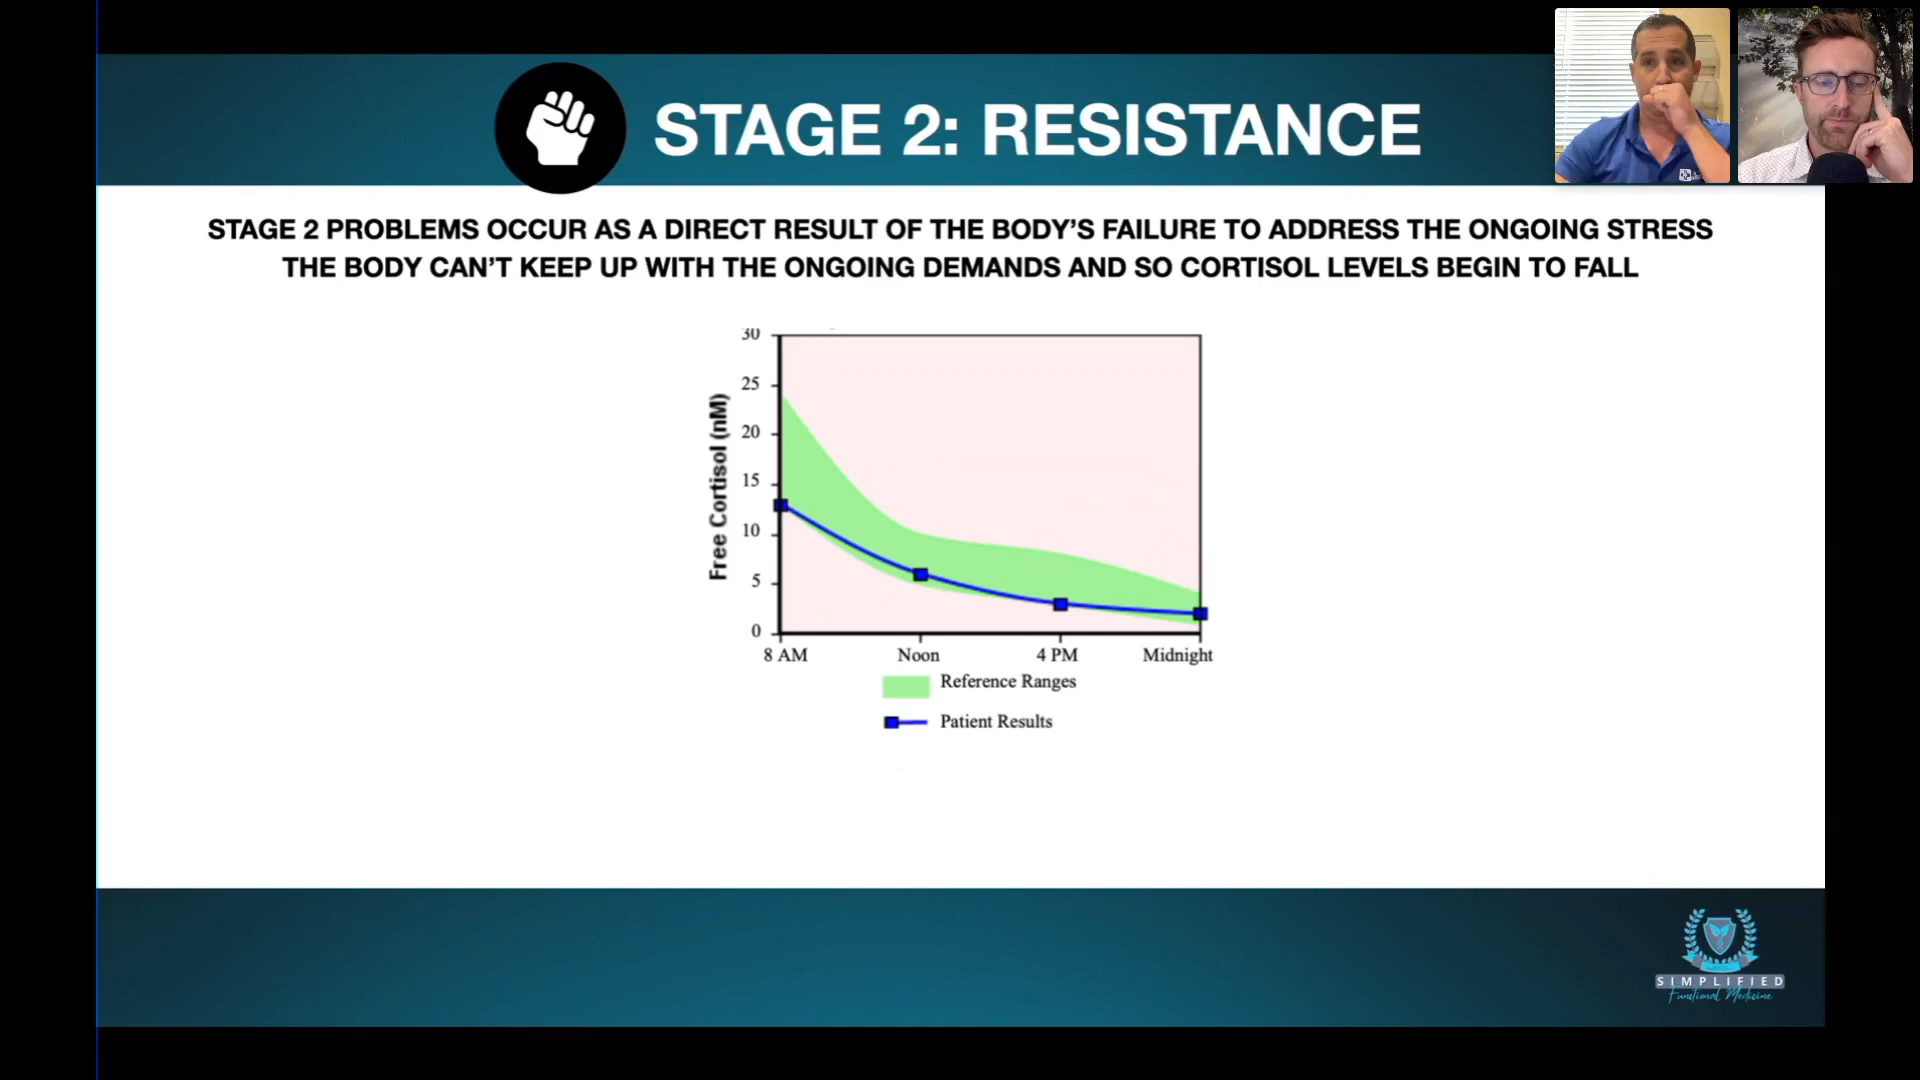 STAGE 2: RESISTANCE
STAGE 2 PROBLEMS OCCUR AS A DIRECT RESULT OF THE BODY’S FAILURE TO ADDRESS THE ONGOING STRESS
THE BODY CAN’T KEEP UP WITH THE ONGOING DEMANDS AND SO CORTISOL LEVELS BEGIN TO FALL
Free Cortisol (nM)
30
25
20
15
10
5
0
8 AM Noon 4 PM Midnight
Reference Ranges
Patient Results
SIMPLIFIED
Functional Medicine